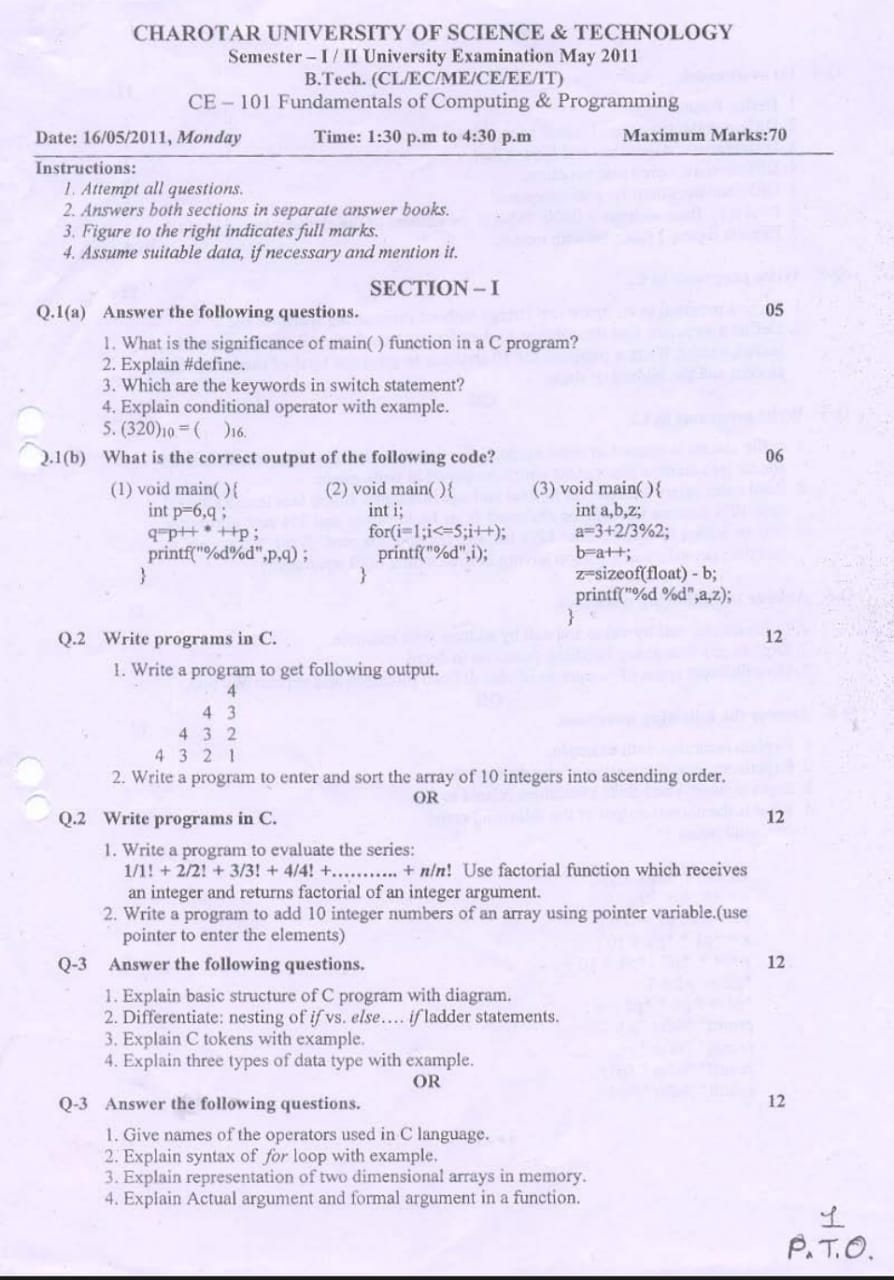 CHAROTAR UNIVERSITY OF SCIENCE & TECHNOLOGY
Semester – I / II University Examination May 2011
B.Tech. (CL/EC/ME/CE/EE/IT)
CE – 101 Fundamentals of Computing & Programming
Date: 16/05/2011, Monday Time: 1:30 p.m to 4:30 p.m Maximum Marks:70
Instructions:
1. Attempt all questions.
2. Answers both sections in separate answer books.
3. Figure to the right indicates full marks.
4. Assume suitable data, if necessary and mention it.
SECTION – I
Q.1(a) Answer the following questions. 05
1. What is the significance of main( ) function in a C program?
2. Explain #define.
3. Which are the keywords in switch statement?
4. Explain conditional operator with example.
5. (320)10 = ( )16.
Q.1(b) What is the correct output of the following code? 06
(1) void main( ){ (2) void main( ){ (3) void main( ){
int p=6,q ; int i; int a,b,z;
q=p++ * ++p ; for(i=1;i<=5;i++); a=3+2/3%2;
printf("%d%d",p,q) ; printf("%d",i); b=a++;
} } z=sizeof(float) - b;
printf("%d %d",a,z);
}
Q.2 Write programs in C. 12
1. Write a program to get following output.
4
4 3
4 3 2
4 3 2 1
2. Write a program to enter and sort the array of 10 integers into ascending order.
OR
Q.2 Write programs in C. 12
1. Write a program to evaluate the series:
1/1! + 2/2! + 3/3! + 4/4! +........... + n/n! Use factorial function which receives
an integer and returns factorial of an integer argument.
2. Write a program to add 10 integer numbers of an array using pointer variable.(use
pointer to enter the elements)
Q-3 Answer the following questions. 12
1. Explain basic structure of C program with diagram.
2. Differentiate: nesting of if vs. else.... if ladder statements.
3. Explain C tokens with example.
4. Explain three types of data type with example.
OR
Q-3 Answer the following questions. 12
1. Give names of the operators used in C language.
2. Explain syntax of for loop with example.
3. Explain representation of two dimensional arrays in memory.
4. Explain Actual argument and formal argument in a function.
1
P.T.O.